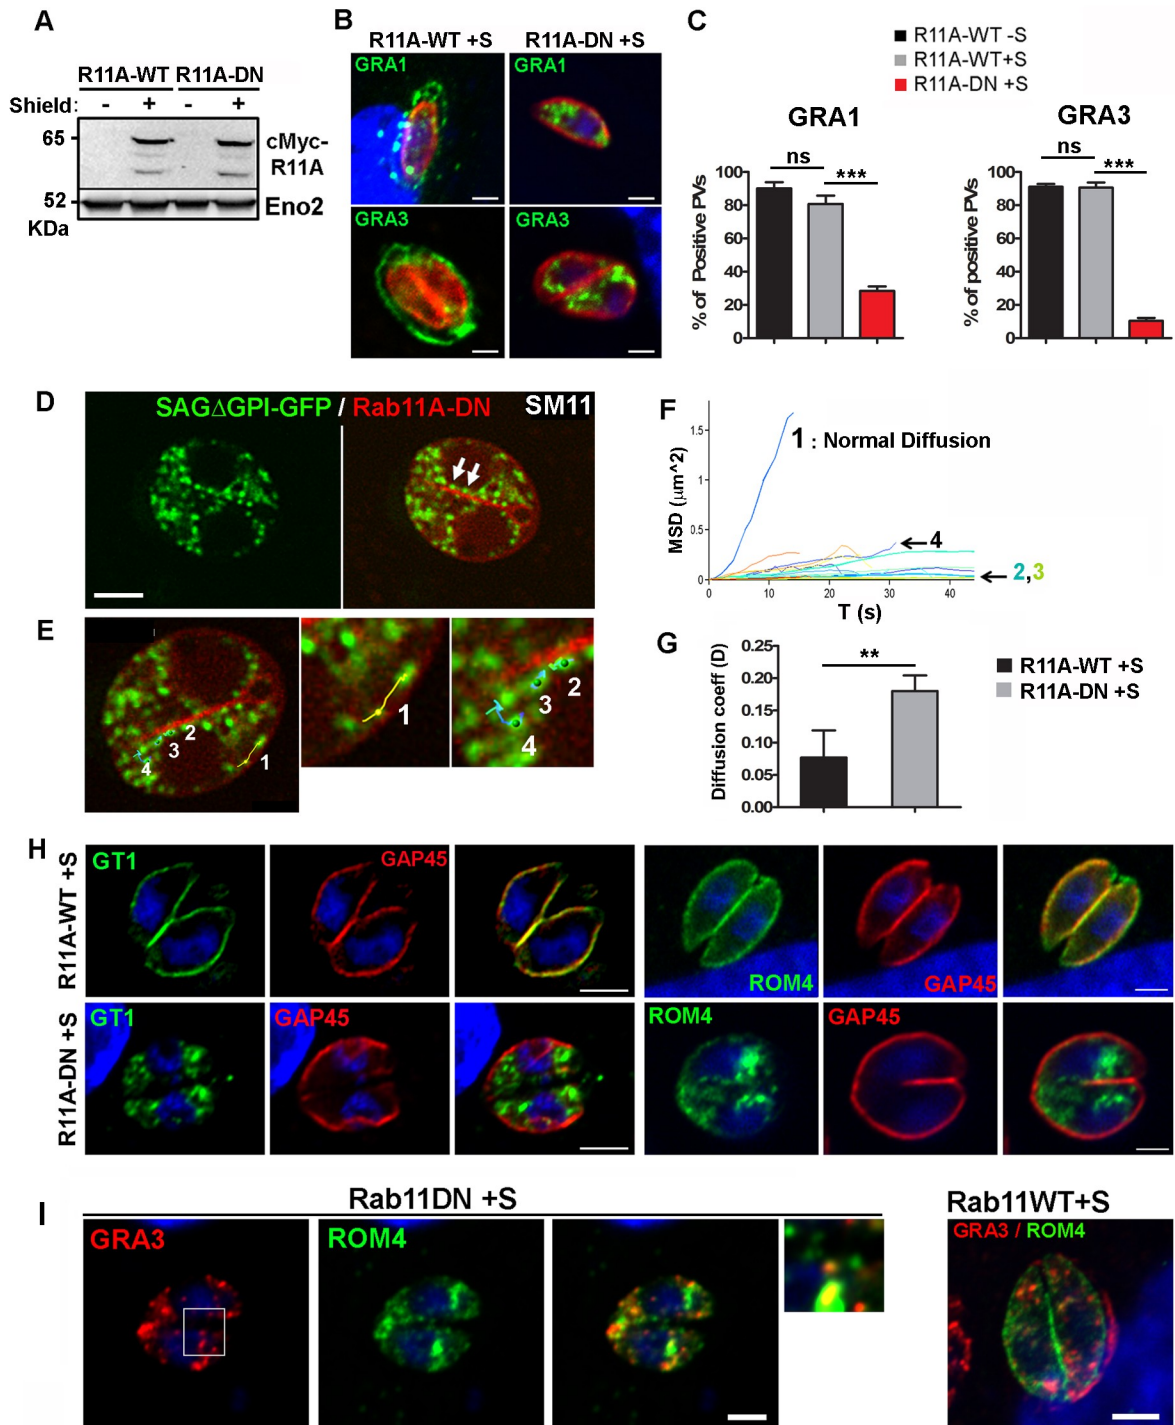 A
R11A-WT R11A-DN
Shield: - + - +
65
cMyc-
R11A
52
Eno2
KDa
B
R11A-WT +S R11A-DN +S
GRA1 GRA1
GRA3 GRA3
C
R11A-WT -S
R11A-WT+S
R11A-DN +S
GRA1
ns
***
% of Positive PVs
100
80
60
40
20
0
GRA3
ns
***
% of positive PVs
100
80
60
40
20
0
D
SAGΔGPI-GFP / Rab11A-DN SM11
E
1
2
3
4
1
2
3
4
F
MSD (μm^2)
1.5
1
0.5
0
1 : Normal Diffusion
4
2,3
0 10 20 30 40
T (s)
G
Diffusion coeff (D)
0.25
0.20
0.15
0.10
0.05
0.00
**
R11A-WT +S
R11A-DN +S
H
R11A-WT +S
GT1 GAP45
ROM4 GAP45
R11A-DN +S
GT1 GAP45
ROM4 GAP45
I
Rab11DN +S
GRA3 ROM4
Rab11WT+S
GRA3 / ROM4